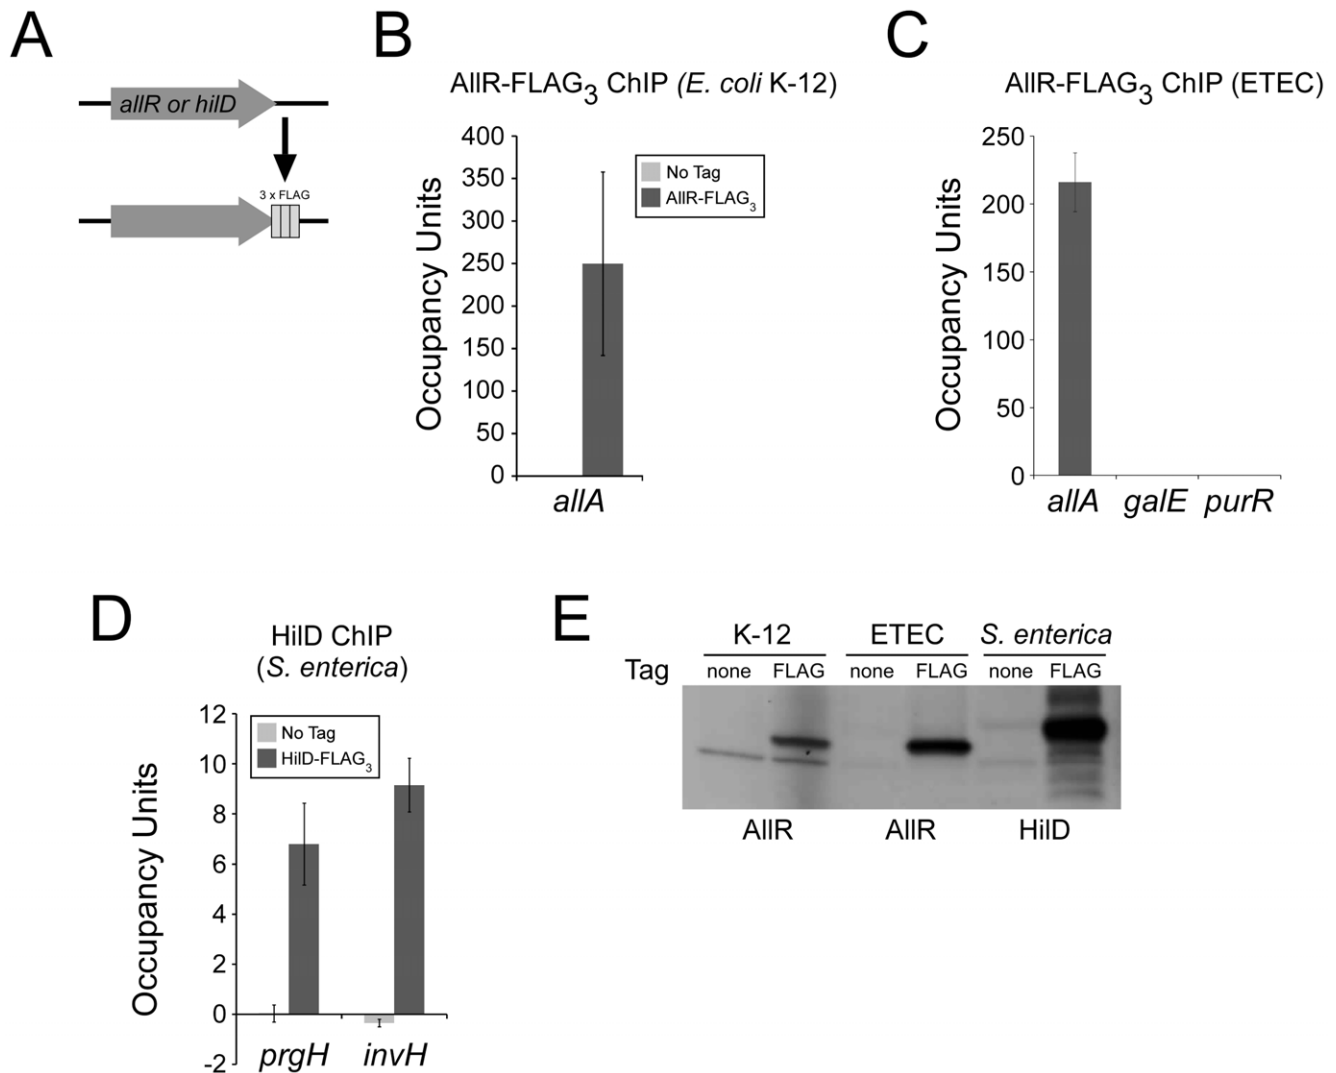 A
allR or hilD
3 x FLAG
B
AllR-FLAG3 ChIP (E. coli K-12)
Occupancy Units
400
350
300
250
200
150
100
50
0
No Tag
AllR-FLAG3
allA
C
AllR-FLAG3 ChIP (ETEC)
Occupancy Units
250
200
150
100
50
0
allA galE purR
D
HilD ChIP
(S. enterica)
Occupancy Units
12
10
8
6
4
2
0
-2
No Tag
HilD-FLAG3
prgH invH
E
K-12 ETEC S. enterica
Tag none FLAG none FLAG none FLAG
AllR AllR HilD